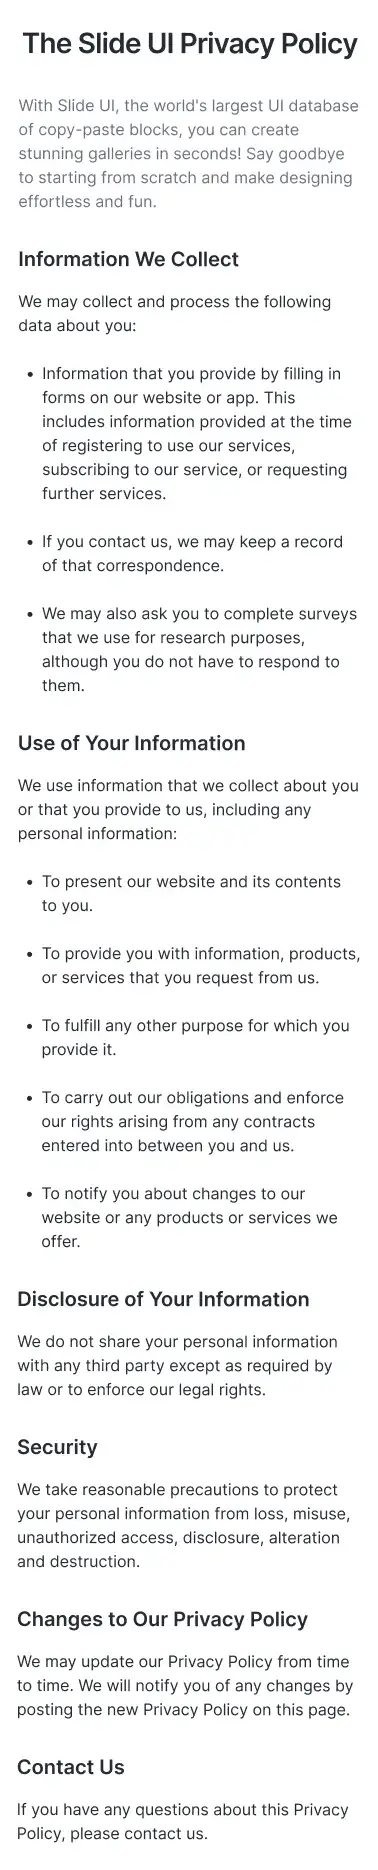 The Slide UI Privacy Policy
With Slide UI, the world's largest UI database
of copy-paste blocks, you can create
stunning galleries in seconds! Say goodbye
to starting from scratch and make designing
effortless and fun.
Information We Collect
We may collect and process the following
data about you:
• Information that you provide by filling in
forms on our website or app. This
includes information provided at the time
of registering to use our services,
subscribing to our service, or requesting
further services.
• If you contact us, we may keep a record
of that correspondence.
• We may also ask you to complete surveys
that we use for research purposes,
although you do not have to respond to
them.
Use of Your Information
We use information that we collect about you
or that you provide to us, including any
personal information:
• To present our website and its contents
to you.
• To provide you with information, products,
or services that you request from us.
• To fulfill any other purpose for which you
provide it.
• To carry out our obligations and enforce
our rights arising from any contracts
entered into between you and us.
• To notify you about changes to our
website or any products or services we
offer.
Disclosure of Your Information
We do not share your personal information
with any third party except as required by
law or to enforce our legal rights.
Security
We take reasonable precautions to protect
your personal information from loss, misuse,
unauthorized access, disclosure, alteration
and destruction.
Changes to Our Privacy Policy
We may update our Privacy Policy from time
to time. We will notify you of any changes by
posting the new Privacy Policy on this page.
Contact Us
If you have any questions about this Privacy
Policy, please contact us.